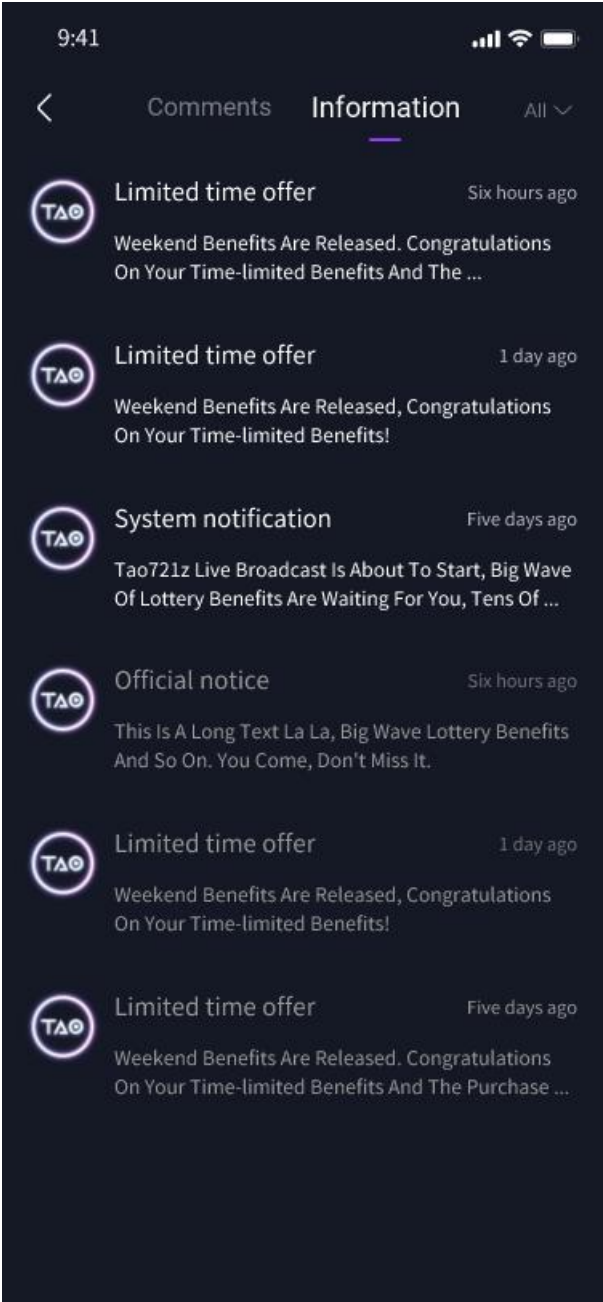 9:41
Comments Information All
TAO
Limited time offer Six hours ago
Weekend Benefits Are Released. Congratulations
On Your Time-limited Benefits And The ...
TAO
Limited time offer 1 day ago
Weekend Benefits Are Released, Congratulations
On Your Time-limited Benefits!
TAO
System notification Five days ago
Tao721z Live Broadcast Is About To Start, Big Wave
Of Lottery Benefits Are Waiting For You, Tens Of ...
TAO
Official notice Six hours ago
This Is A Long Text La La, Big Wave Lottery Benefits
And So On. You Come, Don't Miss It.
TAO
Limited time offer 1 day ago
Weekend Benefits Are Released, Congratulations
On Your Time-limited Benefits!
TAO
Limited time offer Five days ago
Weekend Benefits Are Released. Congratulations
On Your Time-limited Benefits And The Purchase ...